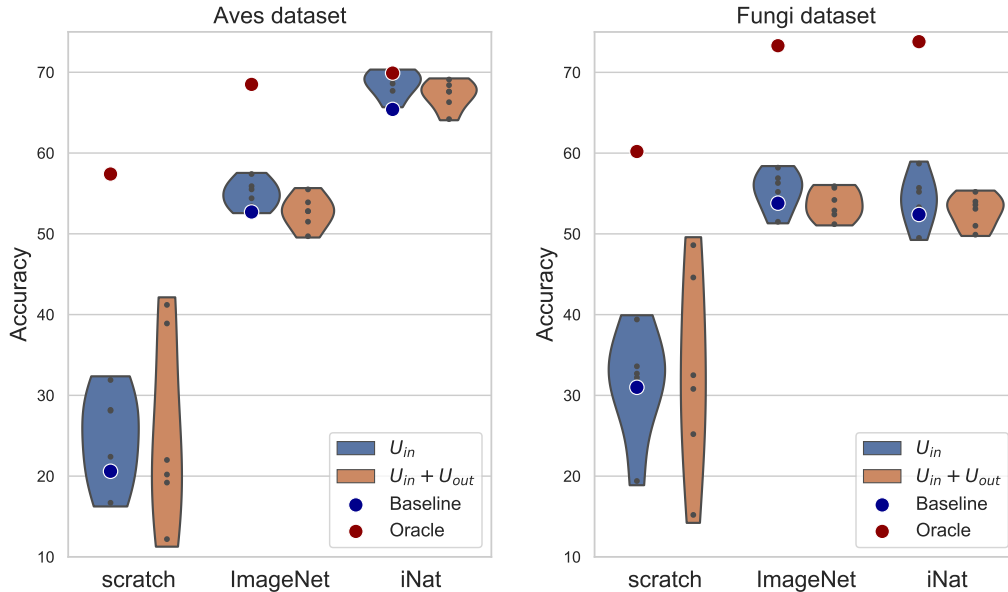 Aves dataset
Accuracy
70
60
50
40
30
20
10
scratch
ImageNet
iNat
U_in
U_in + U_out
Baseline
Oracle
Fungi dataset
Accuracy
70
60
50
40
30
20
10
scratch
ImageNet
iNat
U_in
U_in + U_out
Baseline
Oracle